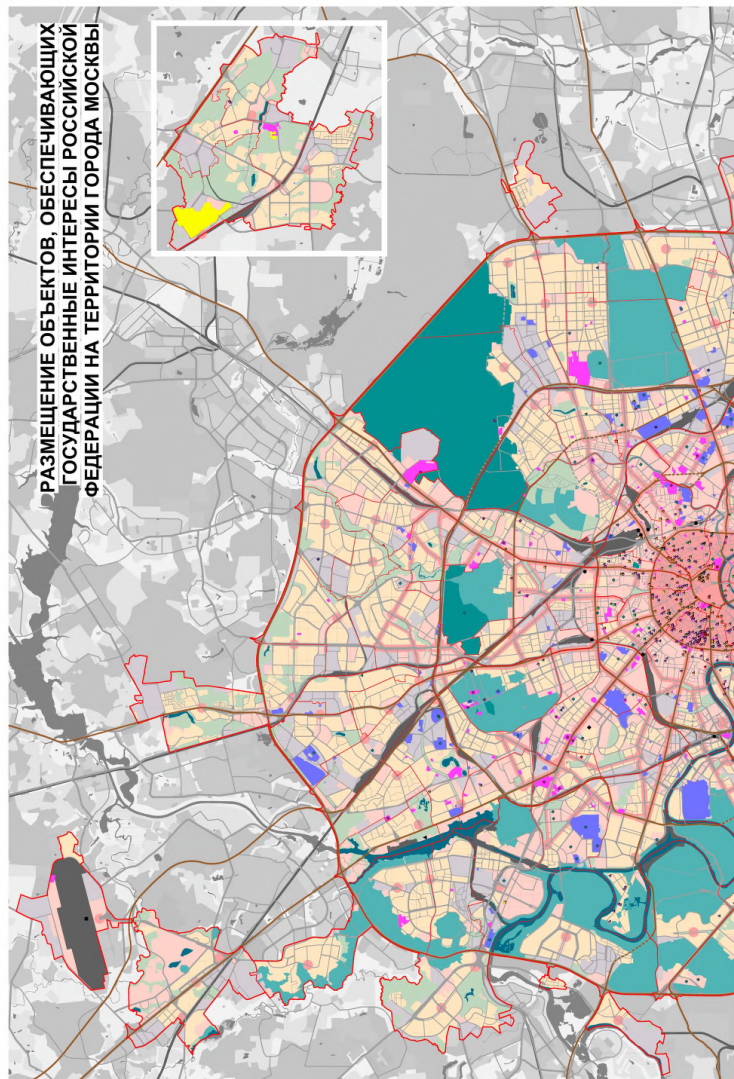 РАЗМЕЩЕНИЕ ОБЪЕКТОВ, ОБЕСПЕЧИВАЮЩИХ
ГОСУДАРСТВЕННЫЕ ИНТЕРЕСЫ РОССИЙСКОЙ
ФЕДЕРАЦИИ НА ТЕРРИТОРИИ ГОРОДА МОСКВЫ